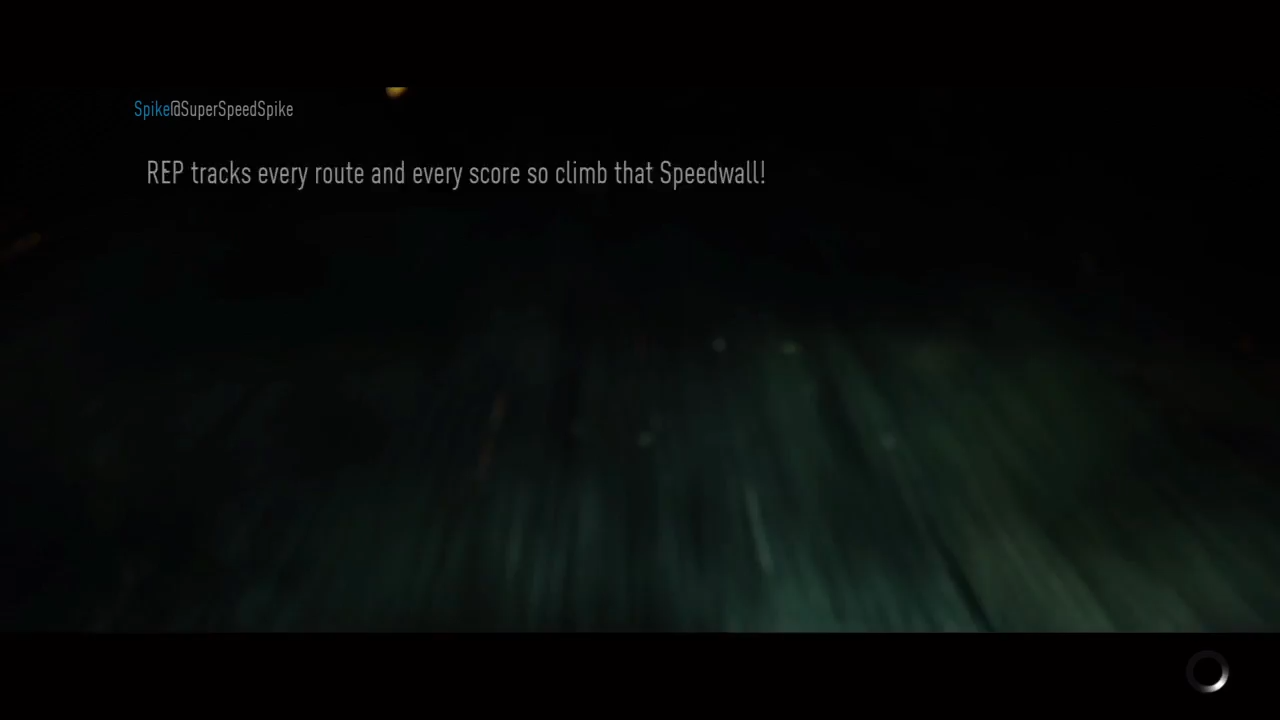 Spike@SuperSpeedSpike
REP tracks every route and every score so climb that Speedwall!